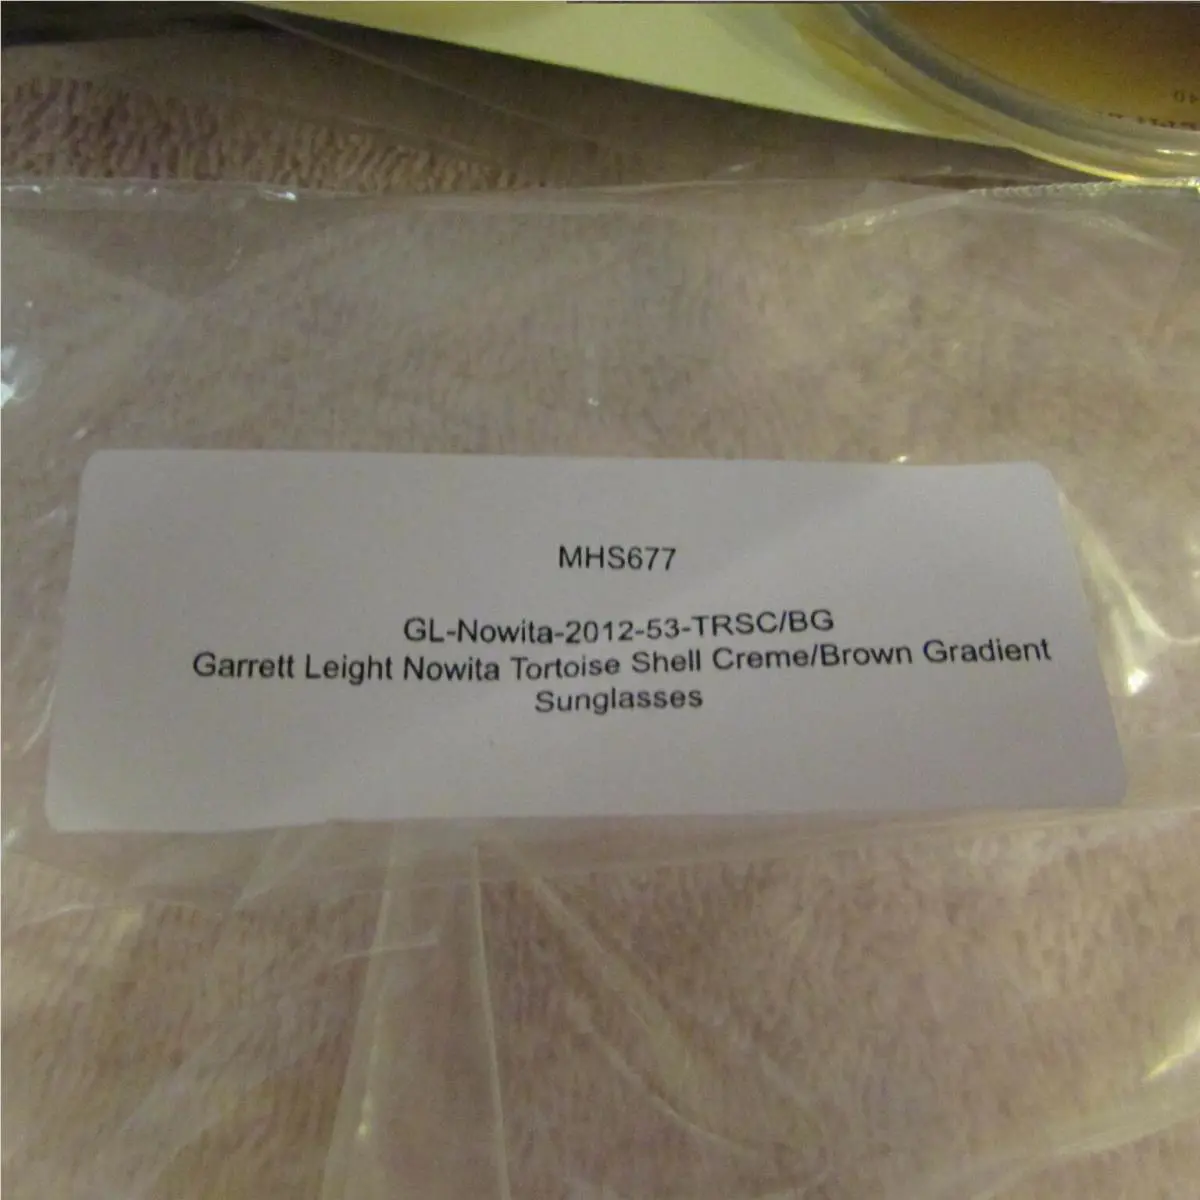 MHS677
GL-Nowita-2012-53-TRSC/BG
Garrett Leight Nowita Tortoise Shell Creme/Brown Gradient
Sunglasses